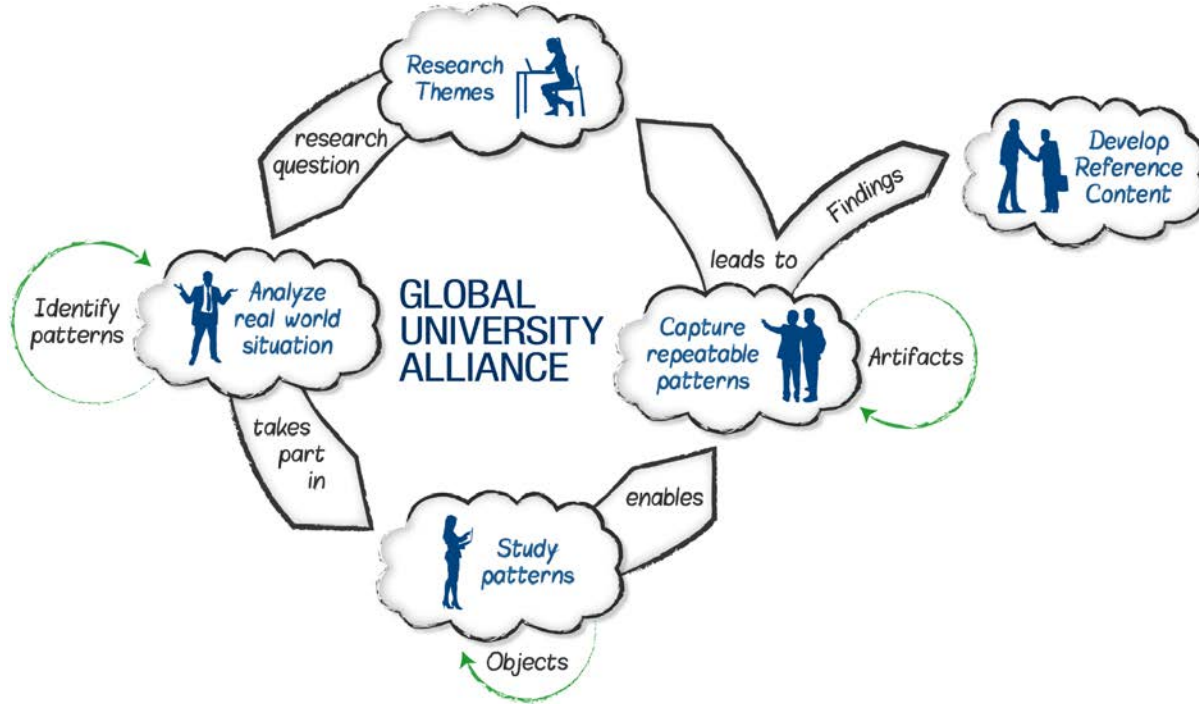 Research
Themes
research
question
Develop
Reference
Content
Findings
leads to
Identify
patterns
Analyze
real world
situation
GLOBAL
UNIVERSITY
ALLIANCE
Capture
repeatable
patterns
Artifacts
takes
part
in
enables
Study
patterns
Objects